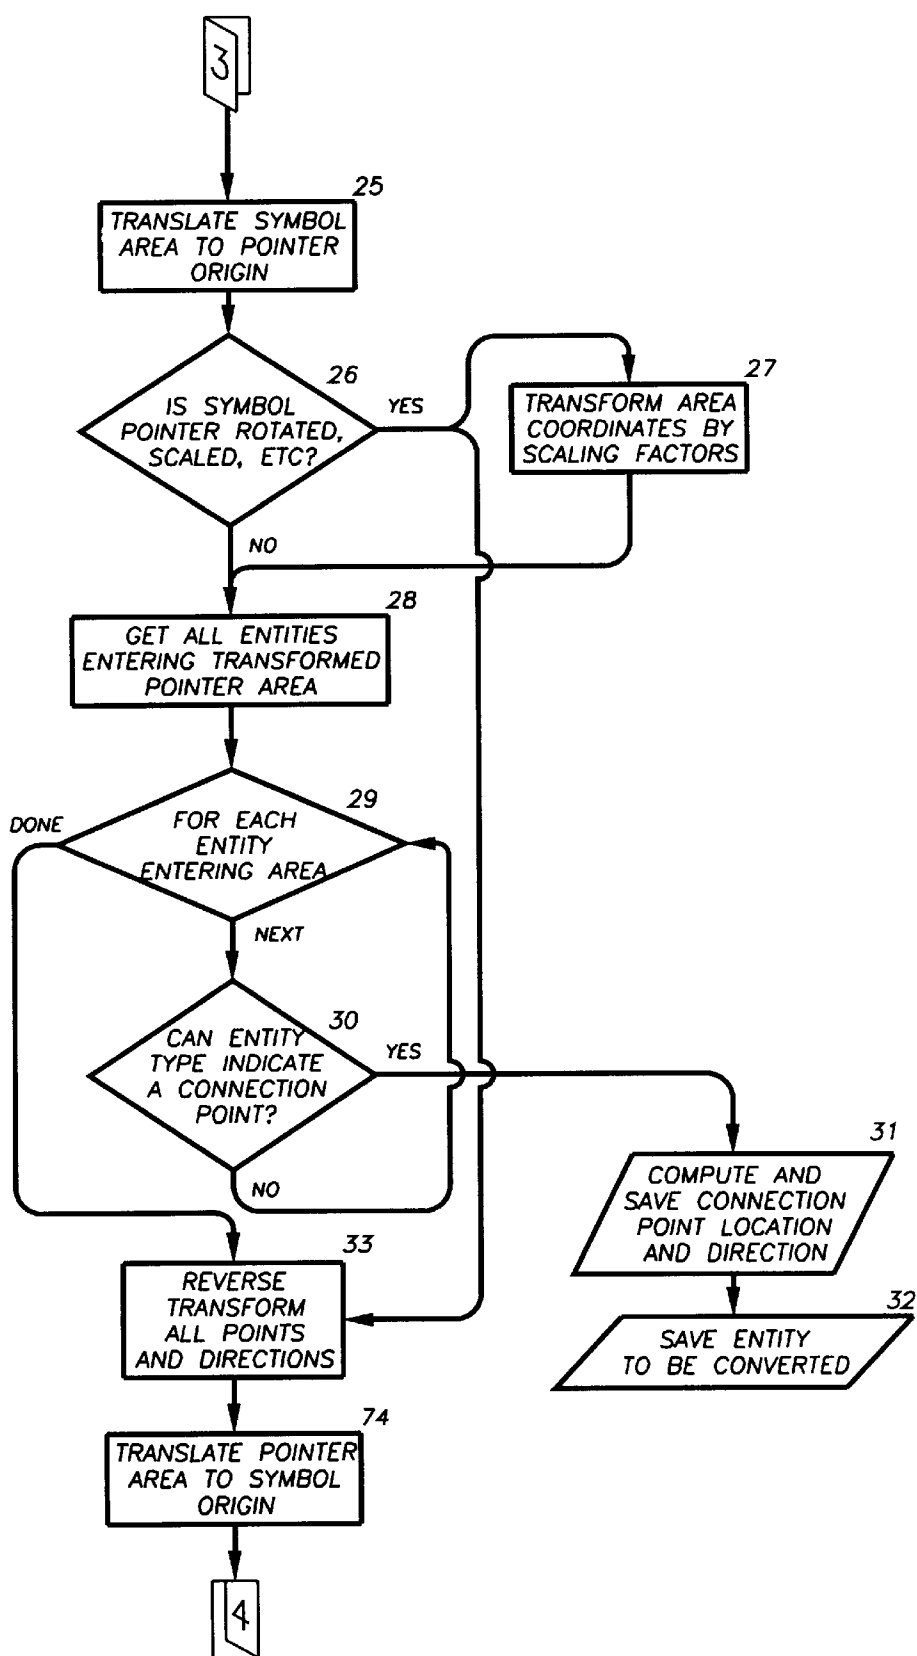 3
25
TRANSLATE SYMBOL
AREA TO POINTER
ORIGIN
26
IS SYMBOL
POINTER ROTATED,
SCALED, ETC?
YES
NO
27
TRANSFORM AREA
COORDINATES BY
SCALING FACTORS
28
GET ALL ENTITIES
ENTERING TRANSFORMED
POINTER AREA
29
DONE
FOR EACH
ENTITY
ENTERING AREA
NEXT
30
CAN ENTITY
TYPE INDICATE
A CONNECTION
POINT?
YES
NO
31
COMPUTE AND
SAVE CONNECTION
POINT LOCATION
AND DIRECTION
32
SAVE ENTITY
TO BE CONVERTED
33
REVERSE
TRANSFORM
ALL POINTS
AND DIRECTIONS
74
TRANSLATE POINTER
AREA TO SYMBOL
ORIGIN
4